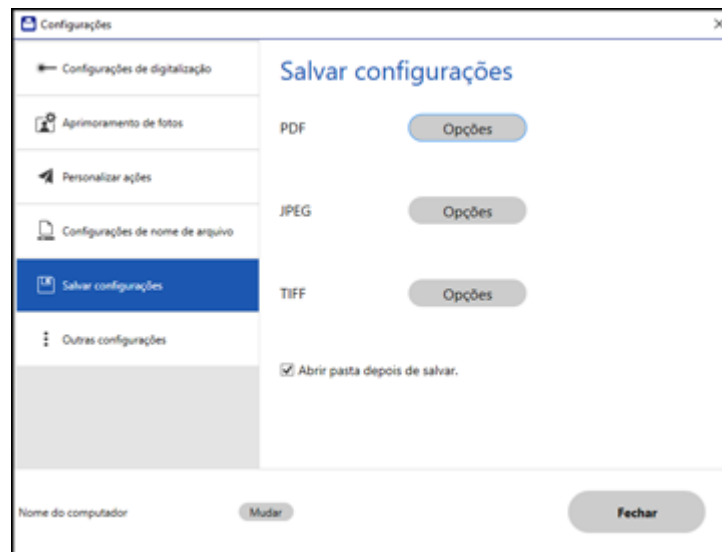 Configurações
Configurações de digitalização
Aprimoramento de fotos
Personalizar ações
Configurações de nome de arquivo
Salvar configurações
Outras configurações
Salvar configurações
PDF Opções
JPEG Opções
TIFF Opções
Abrir pasta depois de salvar.
Nome do computador Mudar Fechar